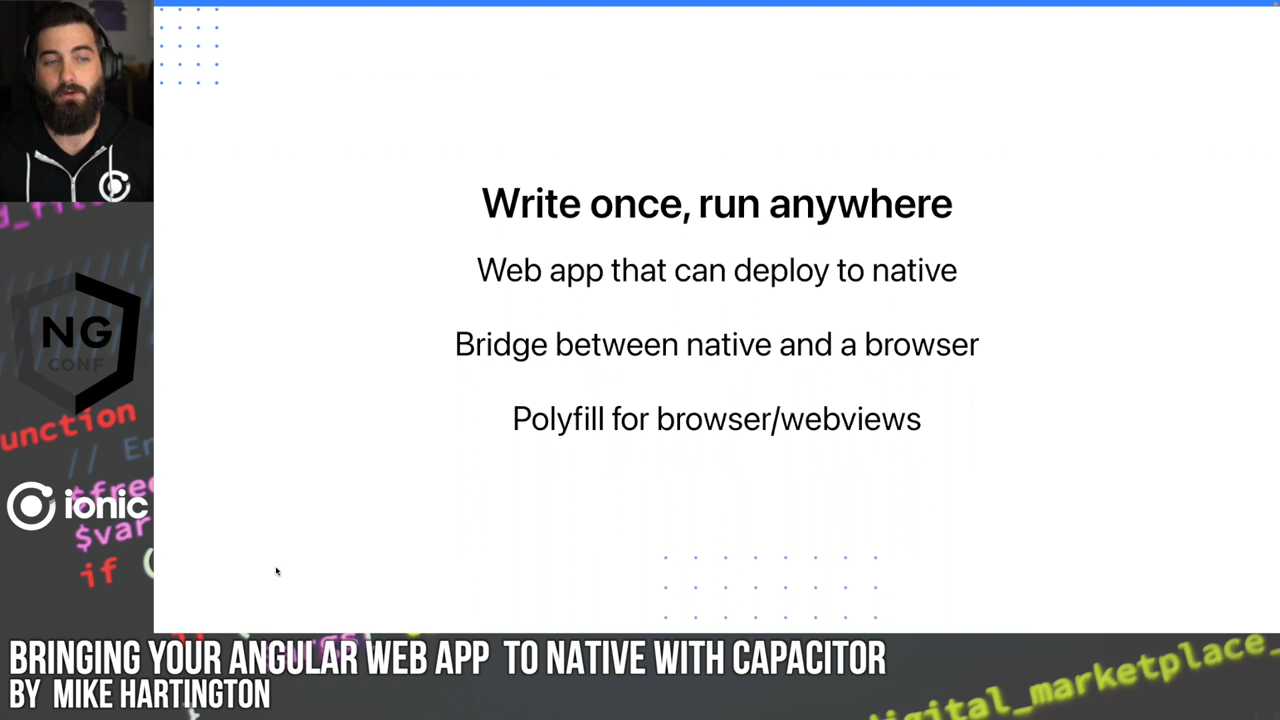 Write once, run anywhere
Web app that can deploy to native
Bridge between native and a browser
Polyfill for browser/webviews
NG
CONF
unction
//
$free
ionic
$var
if (
BRINGING YOUR ANGULAR WEB APP TO NATIVE WITH CAPACITOR
BY MIKE HARTINGTON
digital_marketplace_